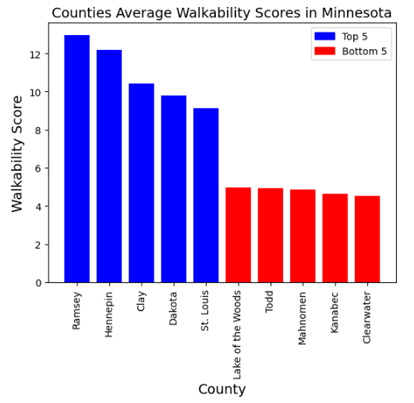 Counties Average Walkability Scores in Minnesota
Top 5
Bottom 5
Walkability Score
12
10
8
6
4
2
0
Ramsey
Hennepin
Clay
Dakota
St. Louis
Lake of the Woods
Todd
Mahnomen
Kanabec
Clearwater
County